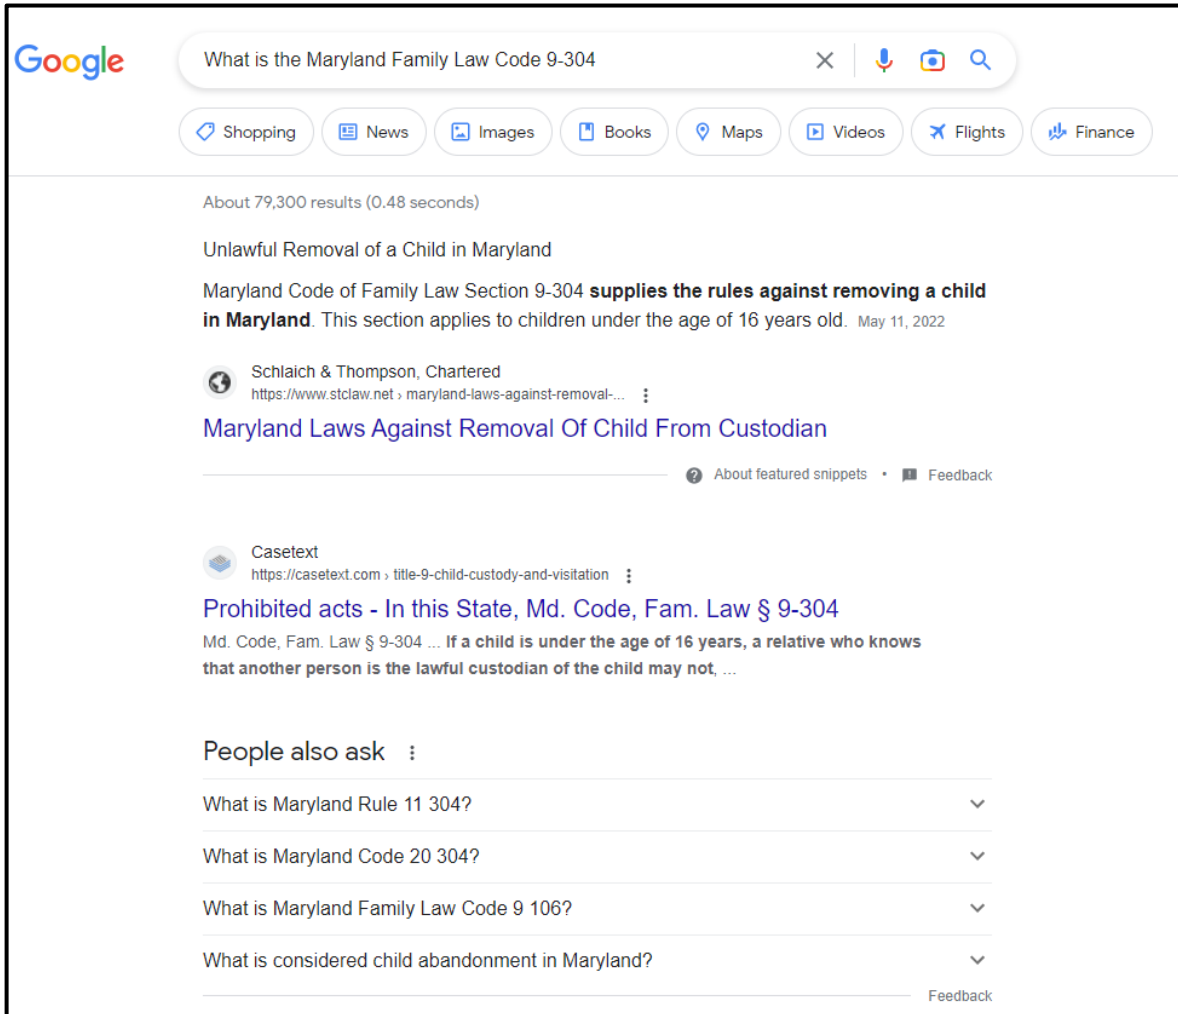 Google
What is the Maryland Family Law Code 9-304
Shopping
News
Images
Books
Maps
Videos
Flights
Finance
About 79,300 results (0.48 seconds)
Unlawful Removal of a Child in Maryland
Maryland Code of Family Law Section 9-304 supplies the rules against removing a child
in Maryland. This section applies to children under the age of 16 years old. May 11, 2022
Schlaich & Thompson, Chartered
https://www.stclaw.net › maryland-laws-against-removal-...
Maryland Laws Against Removal Of Child From Custodian
About featured snippets • Feedback
Casetext
https://casetext.com › title-9-child-custody-and-visitation
Prohibited acts - In this State, Md. Code, Fam. Law § 9-304
Md. Code, Fam. Law § 9-304 ... If a child is under the age of 16 years, a relative who knows
that another person is the lawful custodian of the child may not, ...
People also ask
What is Maryland Rule 11 304?
What is Maryland Code 20 304?
What is Maryland Family Law Code 9 106?
What is considered child abandonment in Maryland?
Feedback